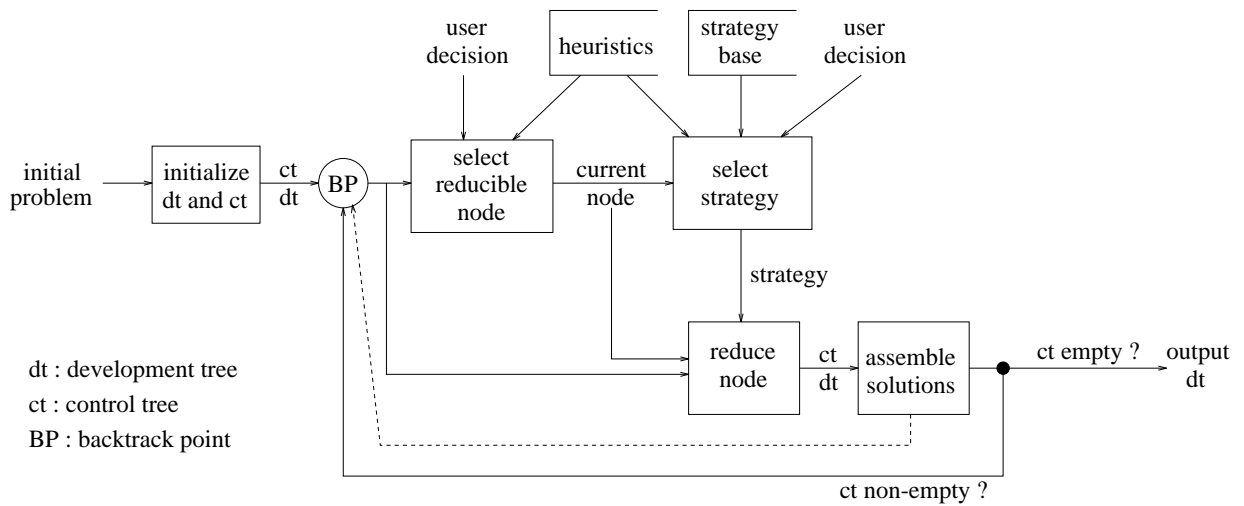 user
decision
heuristics
strategy
base
user
decision
initial
problem
initialize
dt and ct
ct
dt
BP
select
reducible
node
current
node
select
strategy
strategy
reduce
node
ct
dt
assemble
solutions
ct empty ?
output
dt
dt : development tree
ct : control tree
BP : backtrack point
ct non-empty ?